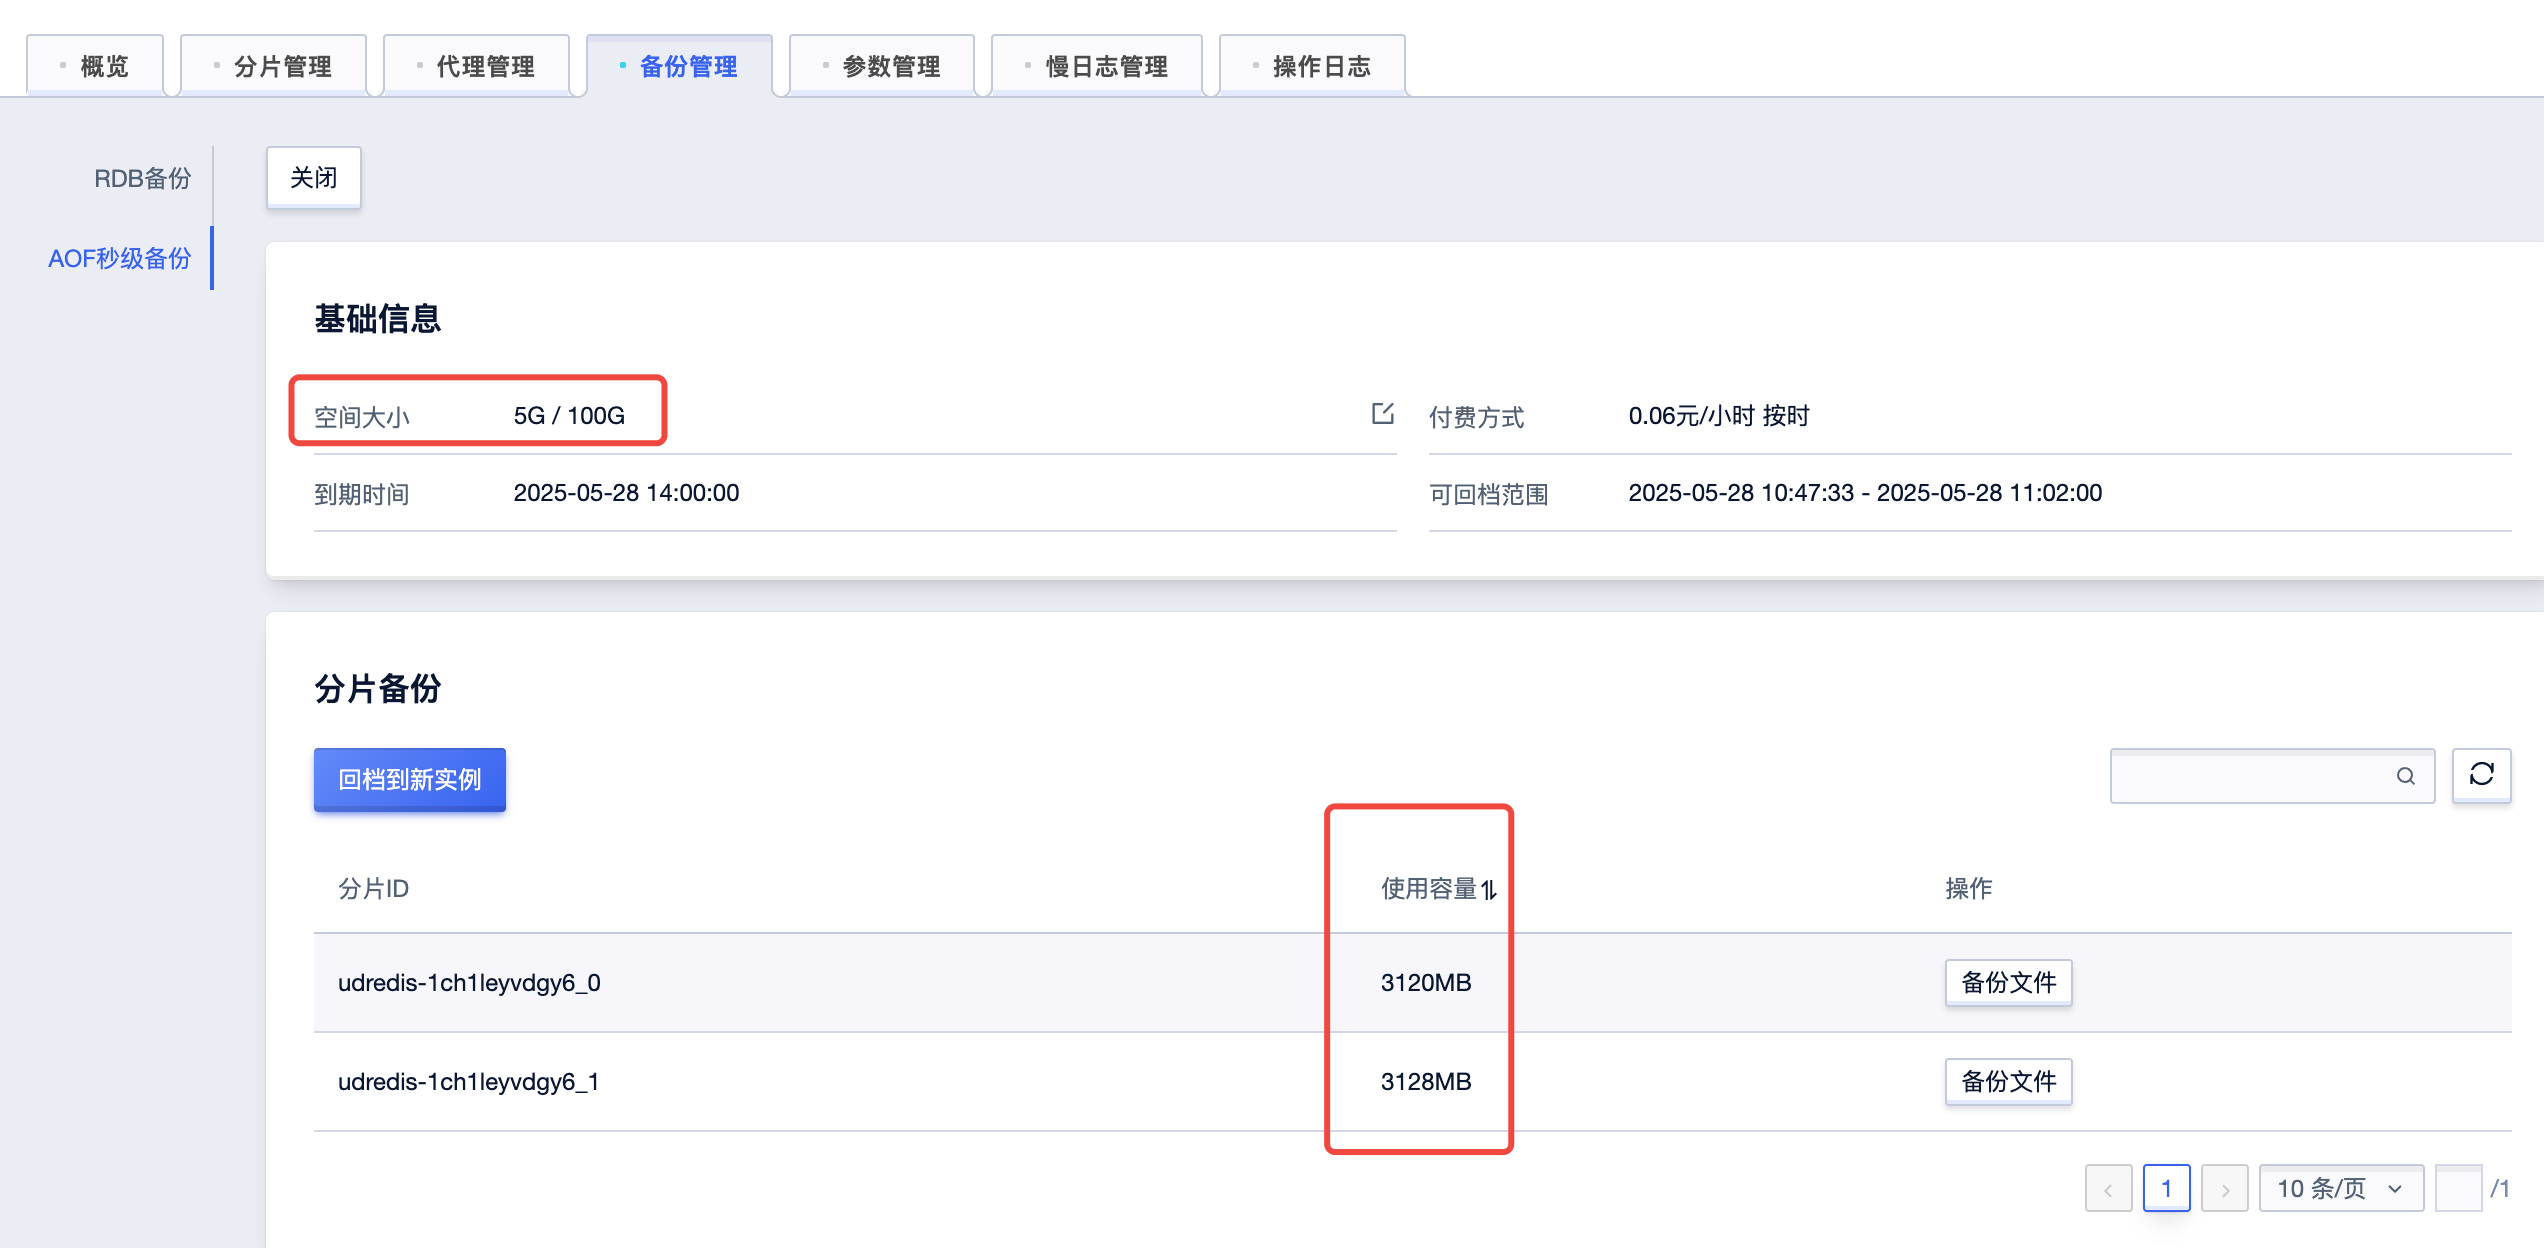 概览 分片管理 代理管理 备份管理 参数管理 慢日志管理 操作日志
RDB备份
AOF秒级备份
关闭
基础信息
空间大小 5G / 100G 付费方式 0.06元/小时 按时
到期时间 2025-05-28 14:00:00 可回档范围 2025-05-28 10:47:33 - 2025-05-28 11:02:00
分片备份
回档到新实例
分片ID 使用容量 操作
udredis-1ch1leyvdgy6_0 3120MB 备份文件
udredis-1ch1leyvdgy6_1 3128MB 备份文件
1 10 条/页 /1